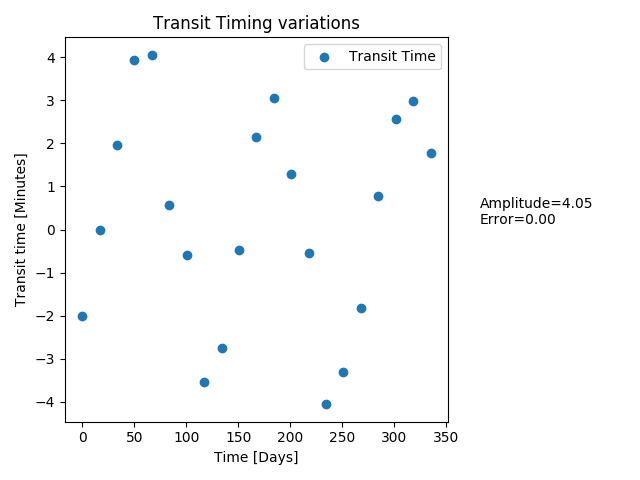 Transit Timing variations
Transit Time
Transit time [Minutes]
4
3
2
1
0
−1
−2
−3
−4
0 50 100 150 200 250 300 350
Time [Days]
Amplitude=4.05
Error=0.00